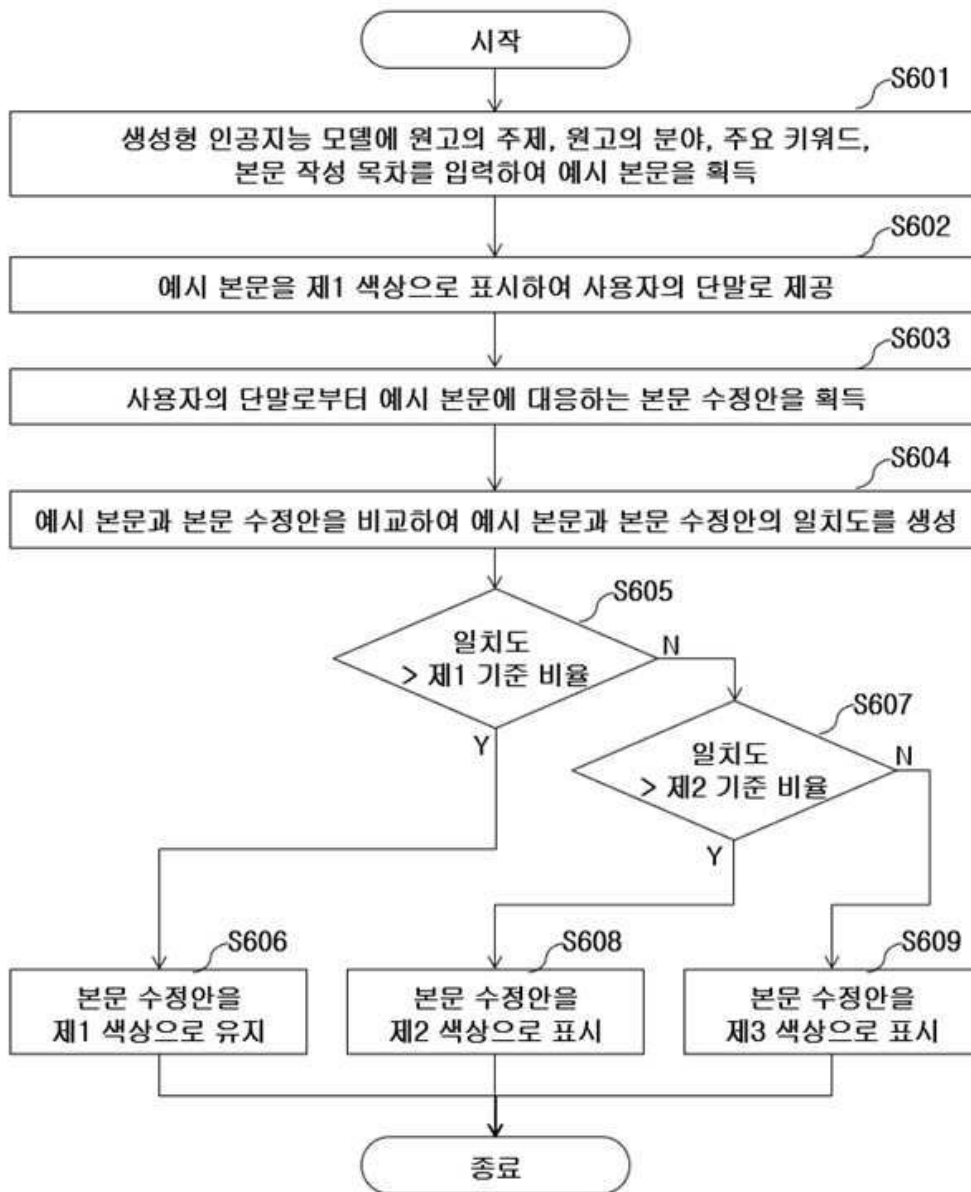 시작
S601
생성형 인공지능 모델에 원고의 주제, 원고의 분야, 주요 키워드,
본문 작성 목차를 입력하여 예시 본문을 획득
S602
예시 본문을 제1 색상으로 표시하여 사용자의 단말로 제공
S603
사용자의 단말로부터 예시 본문에 대응하는 본문 수정안을 획득
S604
예시 본문과 본문 수정안을 비교하여 예시 본문과 본문 수정안의 일치도를 생성
S605
일치도
> 제1 기준 비율
N
Y
S607
일치도
> 제2 기준 비율
N
Y
S606
본문 수정안을
제1 색상으로 유지
S608
본문 수정안을
제2 색상으로 표시
S609
본문 수정안을
제3 색상으로 표시
종료